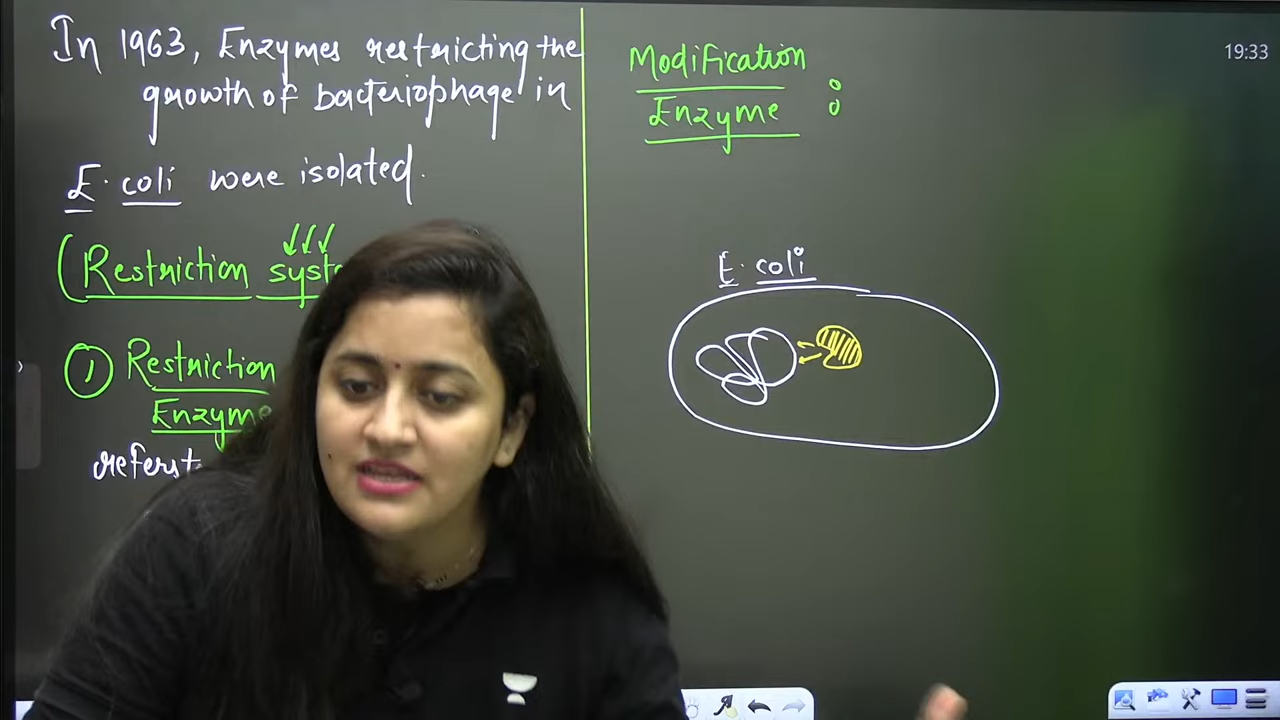 In 1963, Enzymes restricting the
growth of bacteriophage in
E. coli were isolated.
(Restriction
① Restriction
Enzyme
Modification
Enzyme :
E. coli
19:33